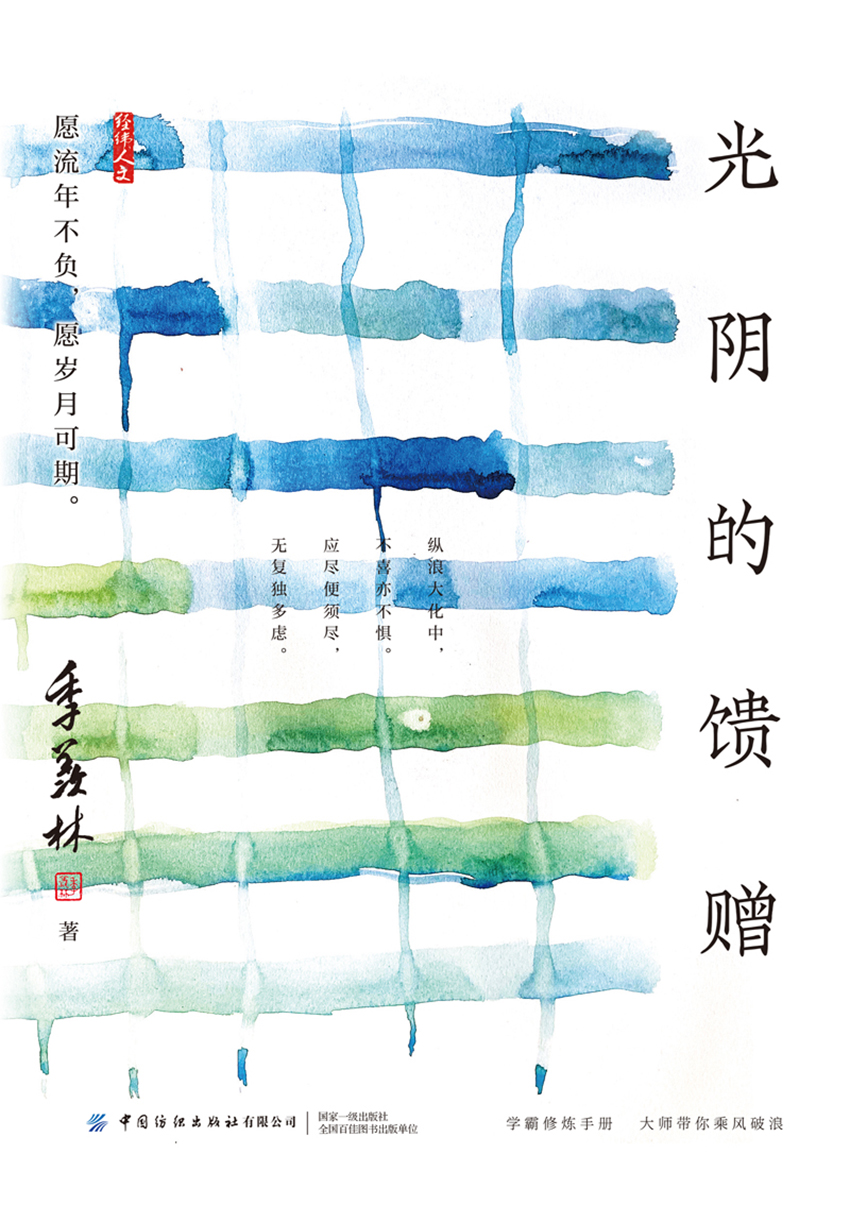 光阴的馈赠
纵浪大化中，
不喜亦不惧。
应尽便须尽，
无复独多虑。
经纬人文
愿流年不负，愿岁月可期。
季羡林
著
中国纺织出版社有限公司
国家一级出版社
全国百佳图书出版单位
学霸修炼手册 大师带你乘风破浪